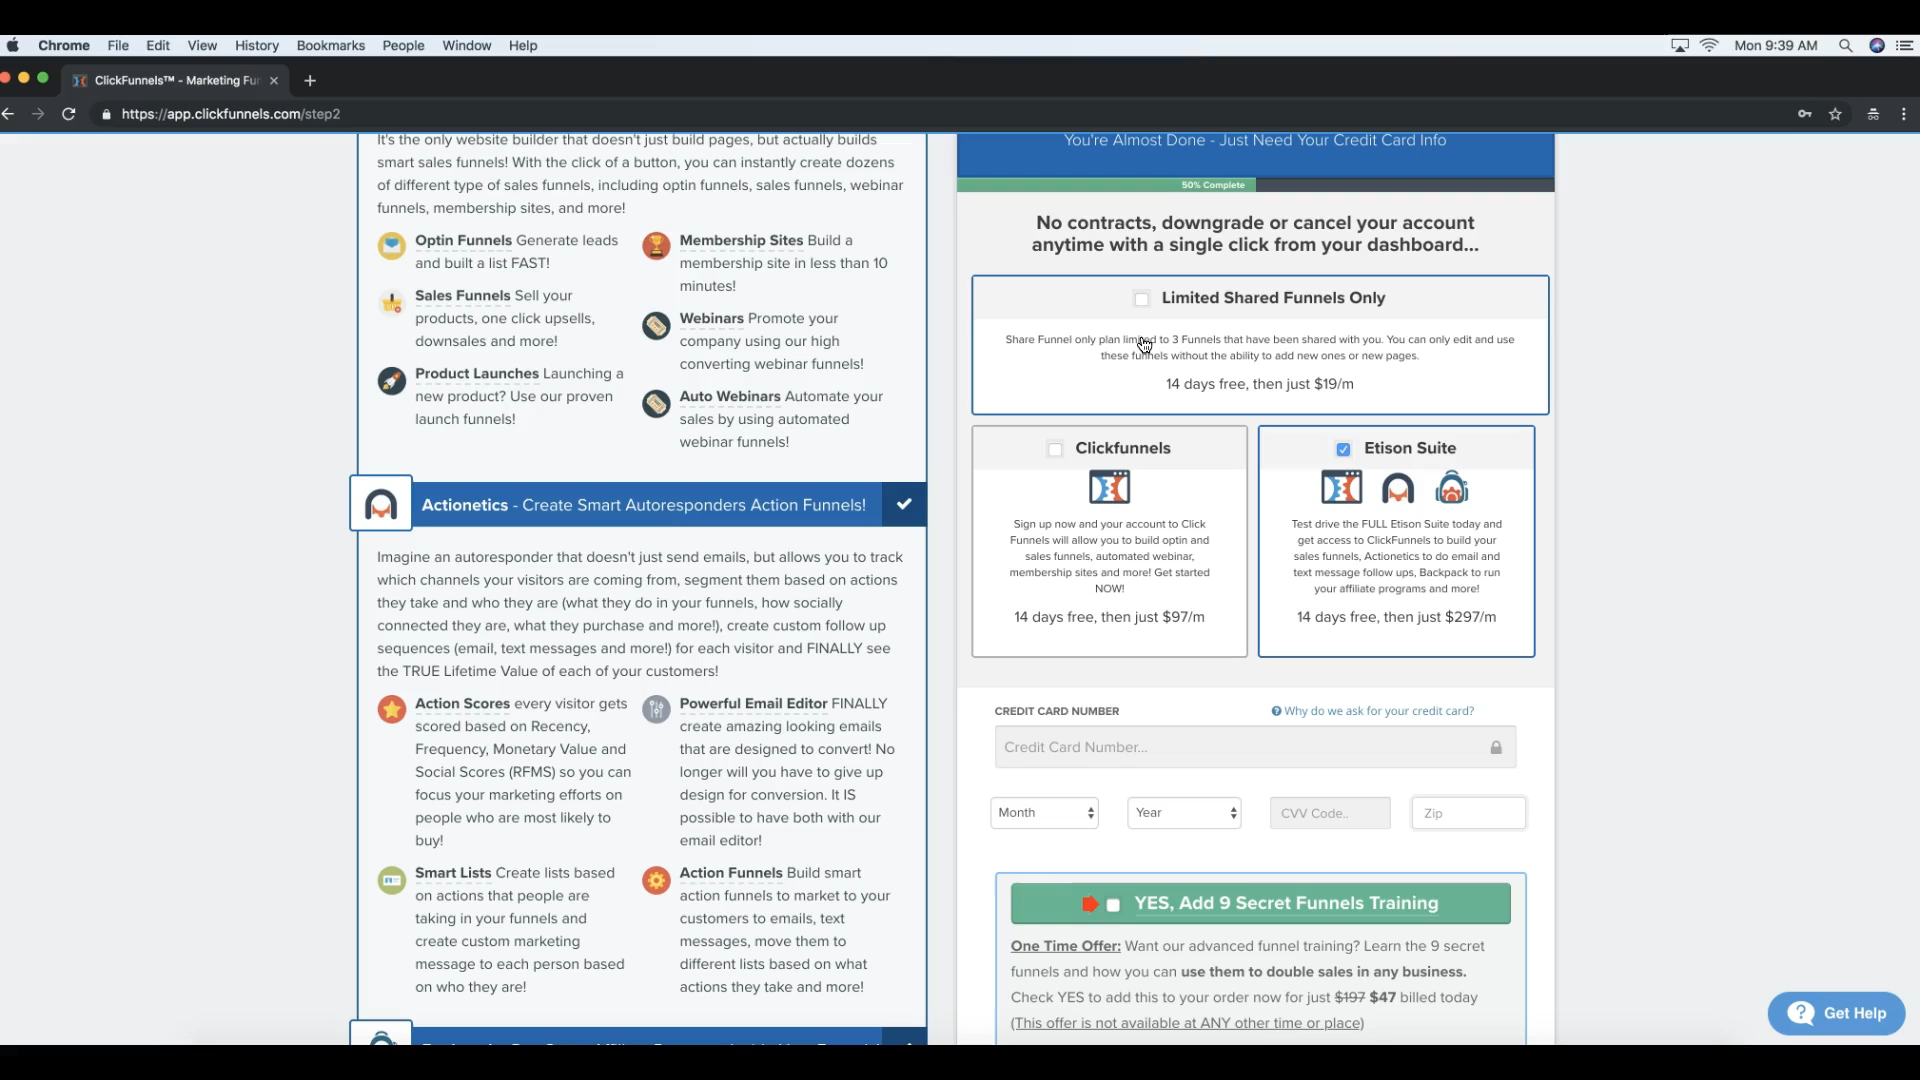 Chrome File Edit View History Bookmarks People Window Help
Mon 9:39 AM
ClickFunnels™ - Marketing Fu
https://app.clickfunnels.com/step2
It's the only website builder that doesn't just build pages, but actually builds
smart sales funnels! With the click of a button, you can instantly create dozens
of different type of sales funnels, including optin funnels, sales funnels, webinar
funnels, membership sites, and more!
Optin Funnels Generate leads
and built a list FAST!
Sales Funnels Sell your
products, one click upsells,
downsales and more!
Product Launches Launching a
new product? Use our proven
launch funnels!
Membership Sites Build a
membership site in less than 10
minutes!
Webinars Promote your
company using our high
converting webinar funnels!
Auto Webinars Automate your
sales by using automated
webinar funnels!
Actionetics - Create Smart Autoresponders Action Funnels!
Imagine an autoresponder that doesn't just send emails, but allows you to track
which channels your visitors are coming from, segment them based on actions
they take and who they are (what they do in your funnels, how socially
connected they are, what they purchase and more!), create custom follow up
sequences (email, text messages and more!) for each visitor and FINALLY see
the TRUE Lifetime Value of each of your customers!
Action Scores every visitor gets
scored based on Recency,
Frequency, Monetary Value and
Social Scores (RFMS) so you can
focus your marketing efforts on
people who are most likely to
buy!
Smart Lists Create lists based
on actions that people are
taking in your funnels and
create custom marketing
message to each person based
on who they are!
Powerful Email Editor FINALLY
create amazing looking emails
that are designed to convert! No
longer will you have to give up
design for conversion. It IS
possible to have both with our
email editor!
Action Funnels Build smart
action funnels to market to your
customers to emails, text
messages, move them to
different lists based on what
actions they take and more!
You're Almost Done - Just Need Your Credit Card Info
50% Complete
No contracts, downgrade or cancel your account
anytime with a single click from your dashboard...
Limited Shared Funnels Only
Share Funnel only plan limited to 3 Funnels that have been shared with you. You can only edit and use
these funnels without the ability to add new ones or new pages.
14 days free, then just $19/m
Clickfunnels
Sign up now and your account to Click
Funnels will allow you to build optin and
sales funnels, automated webinar,
membership sites and more! Get started
NOW!
14 days free, then just $97/m
Etison Suite
Test drive the FULL Etison Suite today and
get access to ClickFunnels to build your
sales funnels, Actionetics to do email and
text message follow ups, Backpack to run
your affiliate programs and more!
14 days free, then just $297/m
CREDIT CARD NUMBER
Why do we ask for your credit card?
Credit Card Number...
Month Year CVV Code.. Zip
YES, Add 9 Secret Funnels Training
One Time Offer: Want our advanced funnel training? Learn the 9 secret
funnels and how you can use them to double sales in any business.
Check YES to add this to your order now for just $197 $47 billed today
(This offer is not available at ANY other time or place)
Get Help